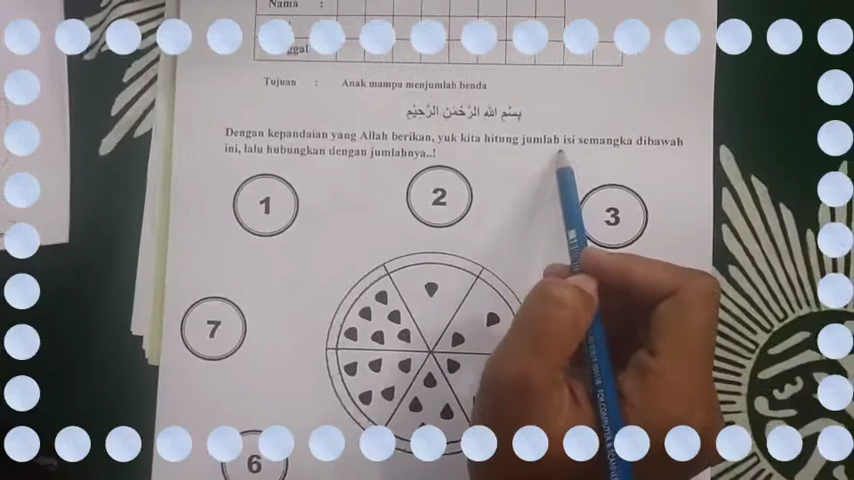 Nama :
ggal
Tujuan : Anak mampu menjumlah benda
بِسْمِ اللهِ الرَّحْمَنِ الرَّحِيْمِ
Dengan kepandaian yang Allah berikan, yuk kita hitung jumlah isi semangka dibawah
ini, lalu hubungkan dengan jumlahnya..!
1
2
3
7
6